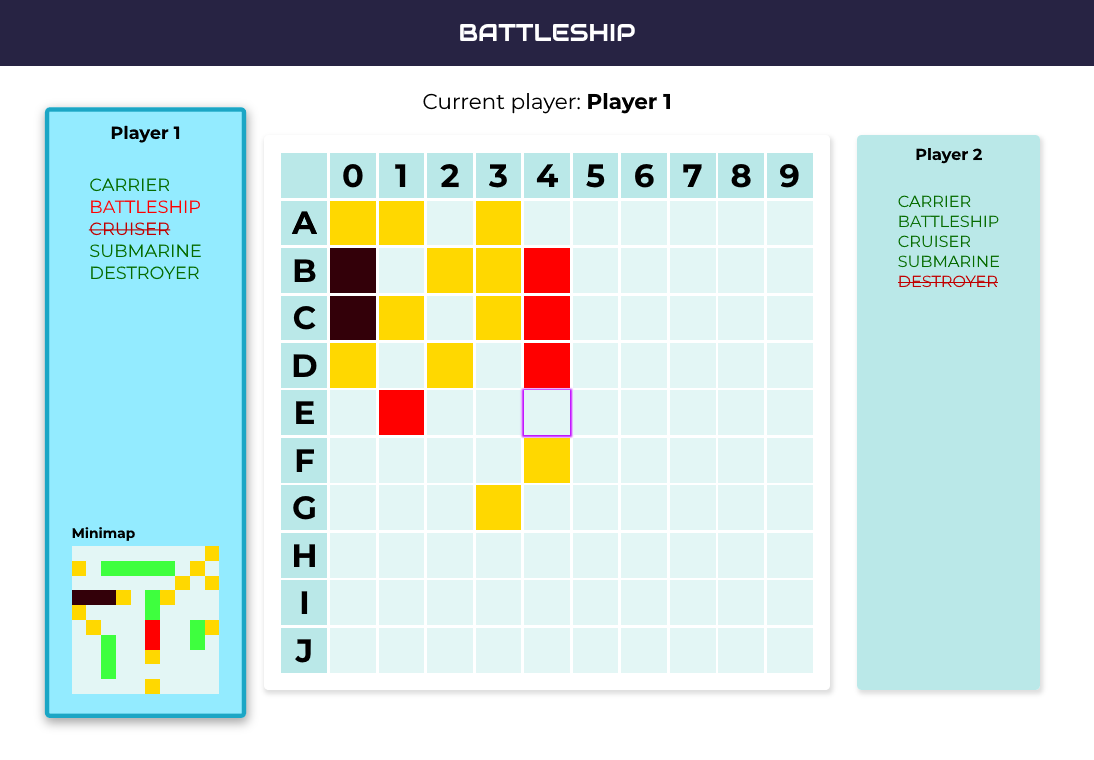 BATTLESHIP
Current player: Player 1
Player 1
CARRIER
BATTLESHIP
CRUISER
SUBMARINE
DESTROYER
Minimap
0 1 2 3 4 5 6 7 8 9
A
B
C
D
E
F
G
H
I
J
Player 2
CARRIER
BATTLESHIP
CRUISER
SUBMARINE
DESTROYER